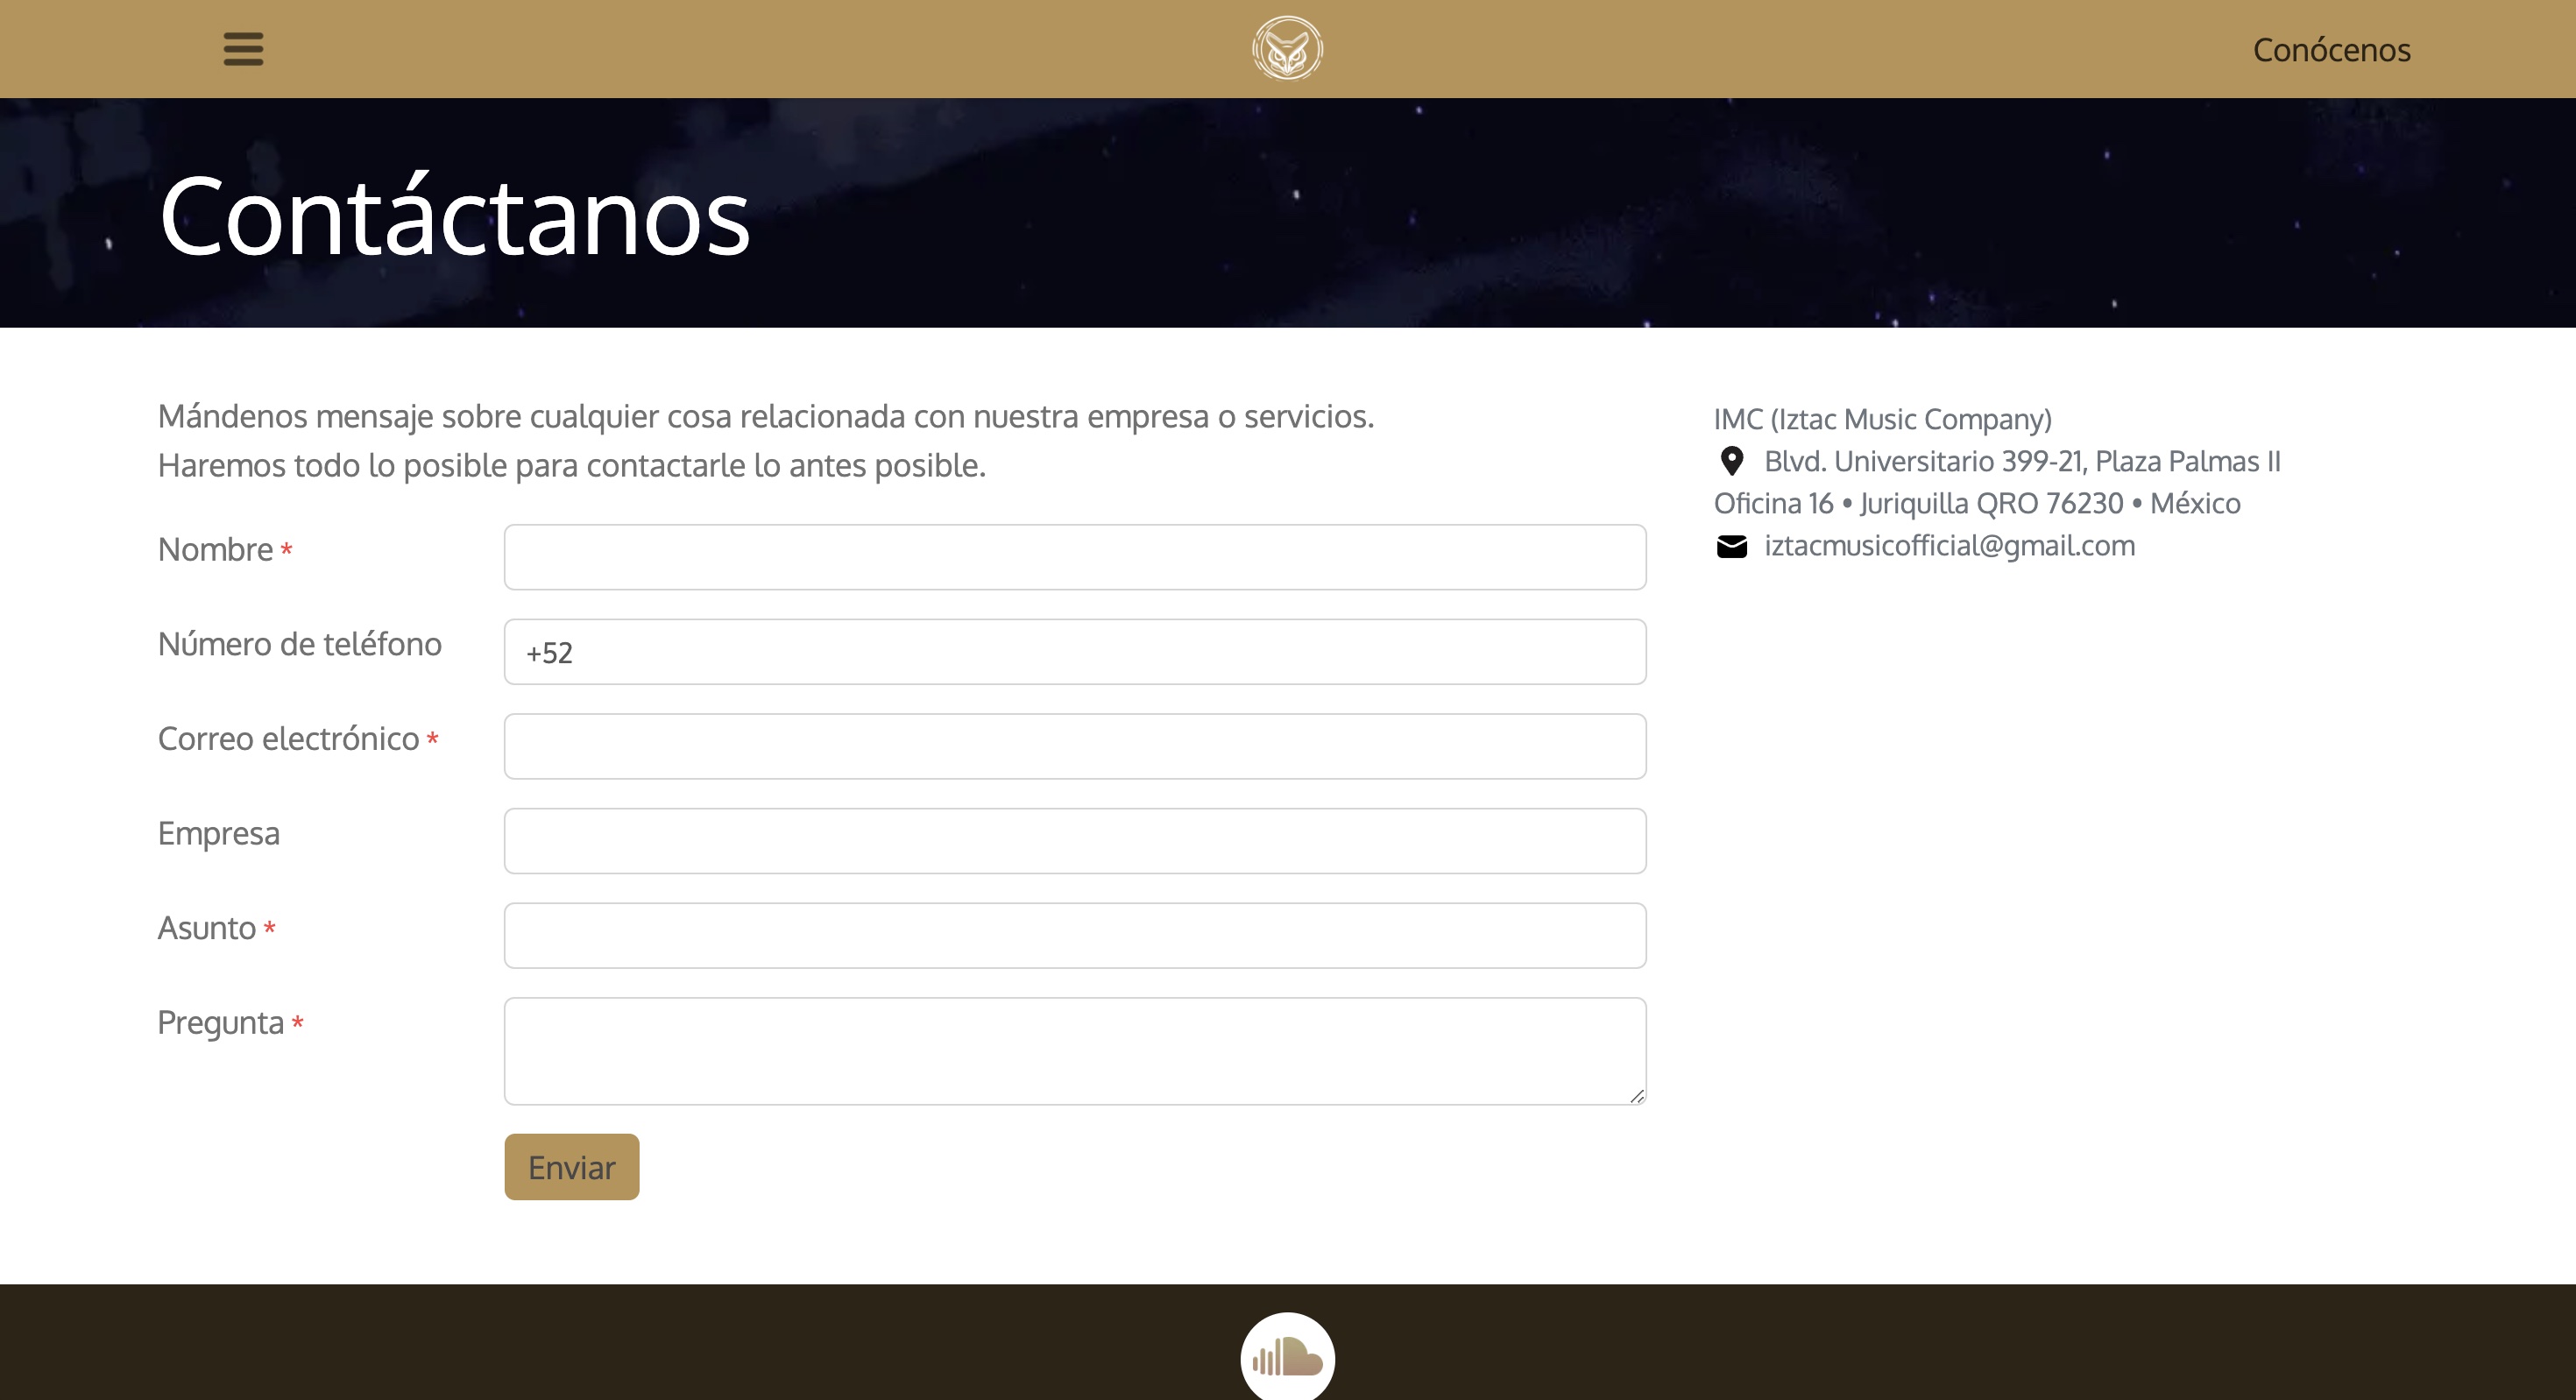 Conócenos
Contáctanos
Mándenos mensaje sobre cualquier cosa relacionada con nuestra empresa o servicios.
Haremos todo lo posible para contactarle lo antes posible.
Nombre *
Número de teléfono
+52
Correo electrónico *
Empresa
Asunto *
Pregunta *
Enviar
IMC (Iztac Music Company)
Blvd. Universitario 399-21, Plaza Palmas II
Oficina 16 • Juriquilla QRO 76230 • México
iztacmusicofficial@gmail.com